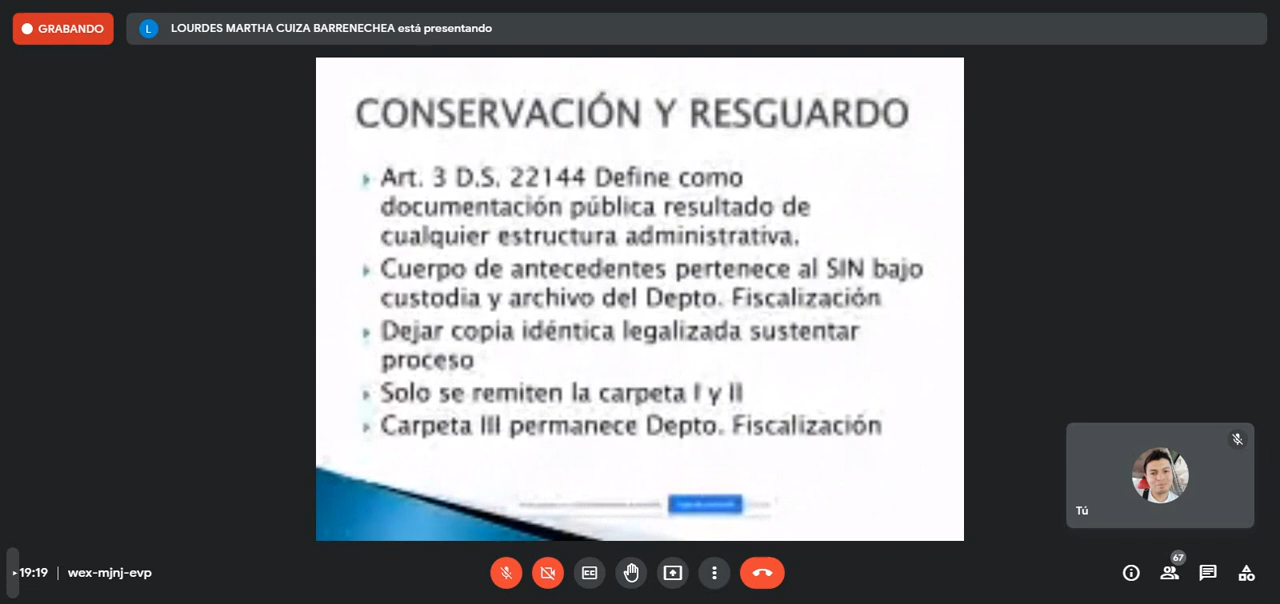 GRABANDO
L
LOURDES MARTHA CUIZA BARRENECHEA está presentando
CONSERVACIÓN Y RESGUARDO
Art. 3 D.S. 22144 Define como
documentación pública resultado de
cualquier estructura administrativa.
Cuerpo de antecedentes pertenece al SIN bajo
custodia y archivo del Depto. Fiscalización
Dejar copia idéntica legalizada sustentar
proceso
Solo se remiten la carpeta I y II
Carpeta III permanece Depto. Fiscalización
Tú
19:19 | wex-mjnj-evp
CC
67